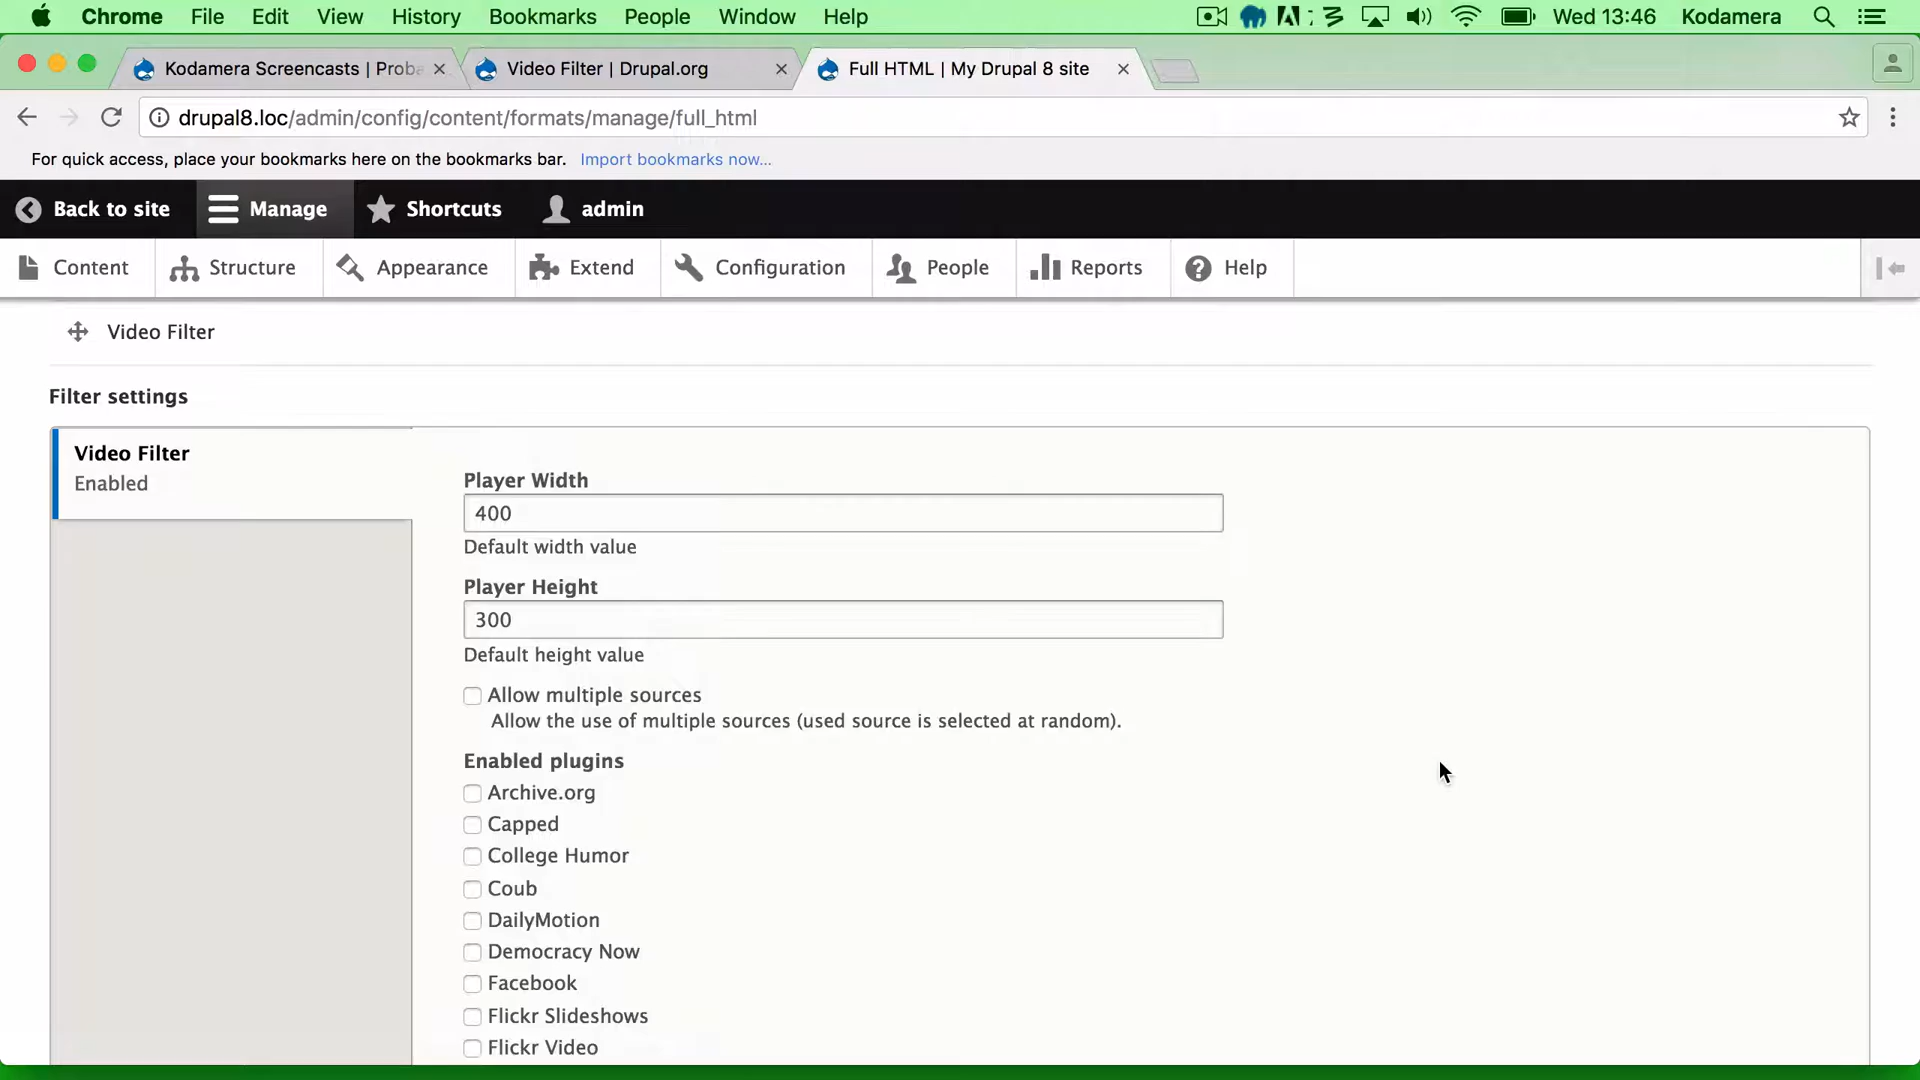 Chrome File Edit View History Bookmarks People Window Help Wed 13:46 Kodamera
Kodamera Screencasts | Proba Video Filter | Drupal.org Full HTML | My Drupal 8 site
drupal8.loc/admin/config/content/formats/manage/full_html
For quick access, place your bookmarks here on the bookmarks bar. Import bookmarks now...
Back to site Manage Shortcuts admin
Content Structure Appearance Extend Configuration People Reports Help
Video Filter
Filter settings
Video Filter
Enabled
Player Width
400
Default width value
Player Height
300
Default height value
Allow multiple sources
Allow the use of multiple sources (used source is selected at random).
Enabled plugins
Archive.org
Capped
College Humor
Coub
DailyMotion
Democracy Now
Facebook
Flickr Slideshows
Flickr Video